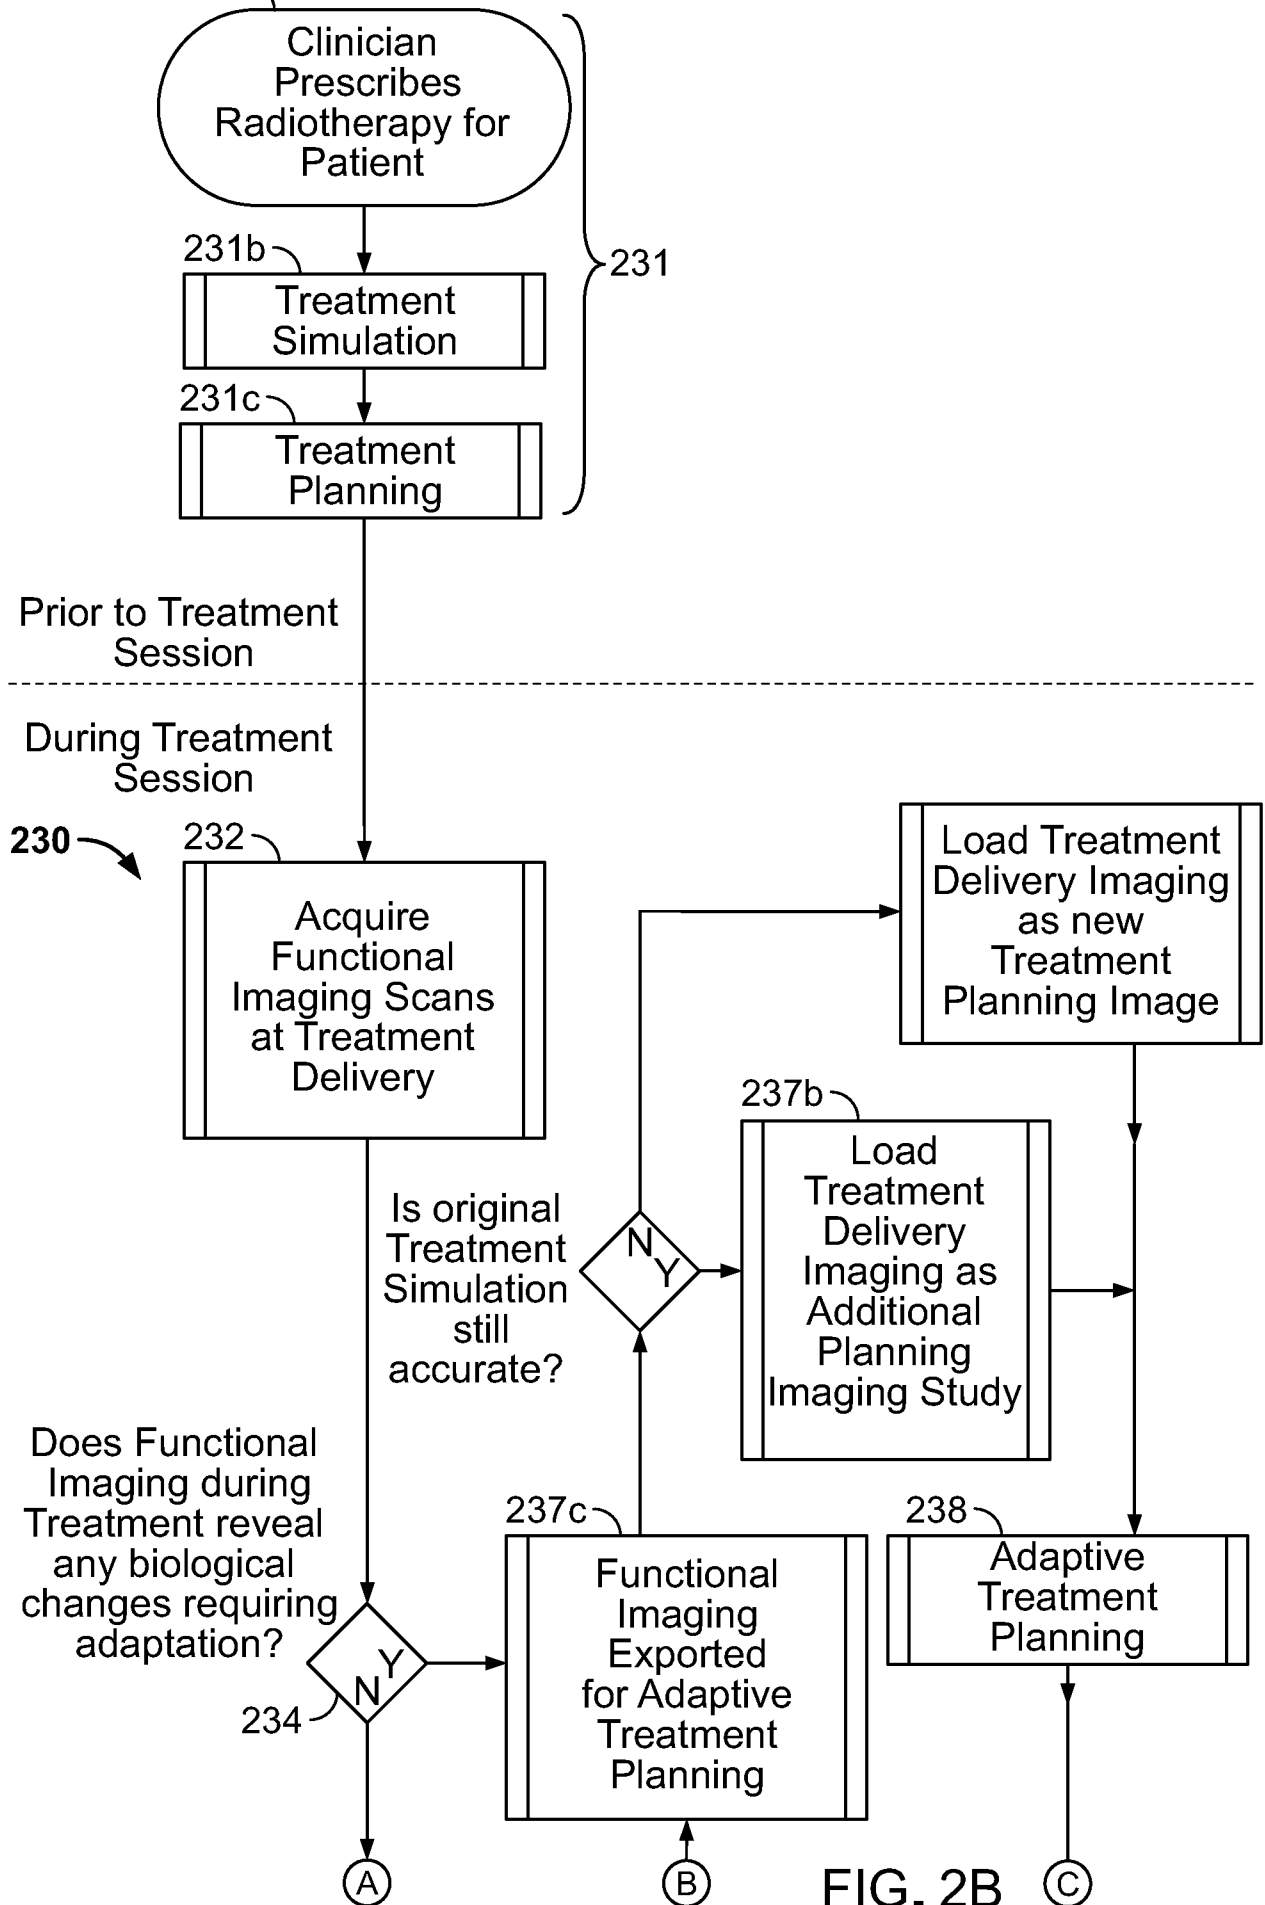 Clinician
Prescribes
Radiotherapy for
Patient
231b
231
Treatment
Simulation
231c
Treatment
Planning
Prior to Treatment
Session
During Treatment
Session
230
232
Acquire
Functional
Imaging Scans
at Treatment
Delivery
Load Treatment
Delivery Imaging
as new
Treatment
Planning Image
237b
Load
Treatment
Delivery
Imaging as
Additional
Planning
Imaging Study
Is original
Treatment
Simulation
still
accurate?
N
Y
Does Functional
Imaging during
Treatment reveal
any biological
changes requiring
adaptation?
Y
N
234
237c
Functional
Imaging
Exported
for Adaptive
Treatment
Planning
238
Adaptive
Treatment
Planning
A
B
FIG. 2B
C